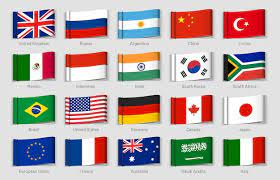 United Kingdom Russia Argentina China Turkey
Mexico Indonesia India South Korea South Africa
Brazil United States Germany Canada Japan
European Union France Australia Saudi Arabia Italy